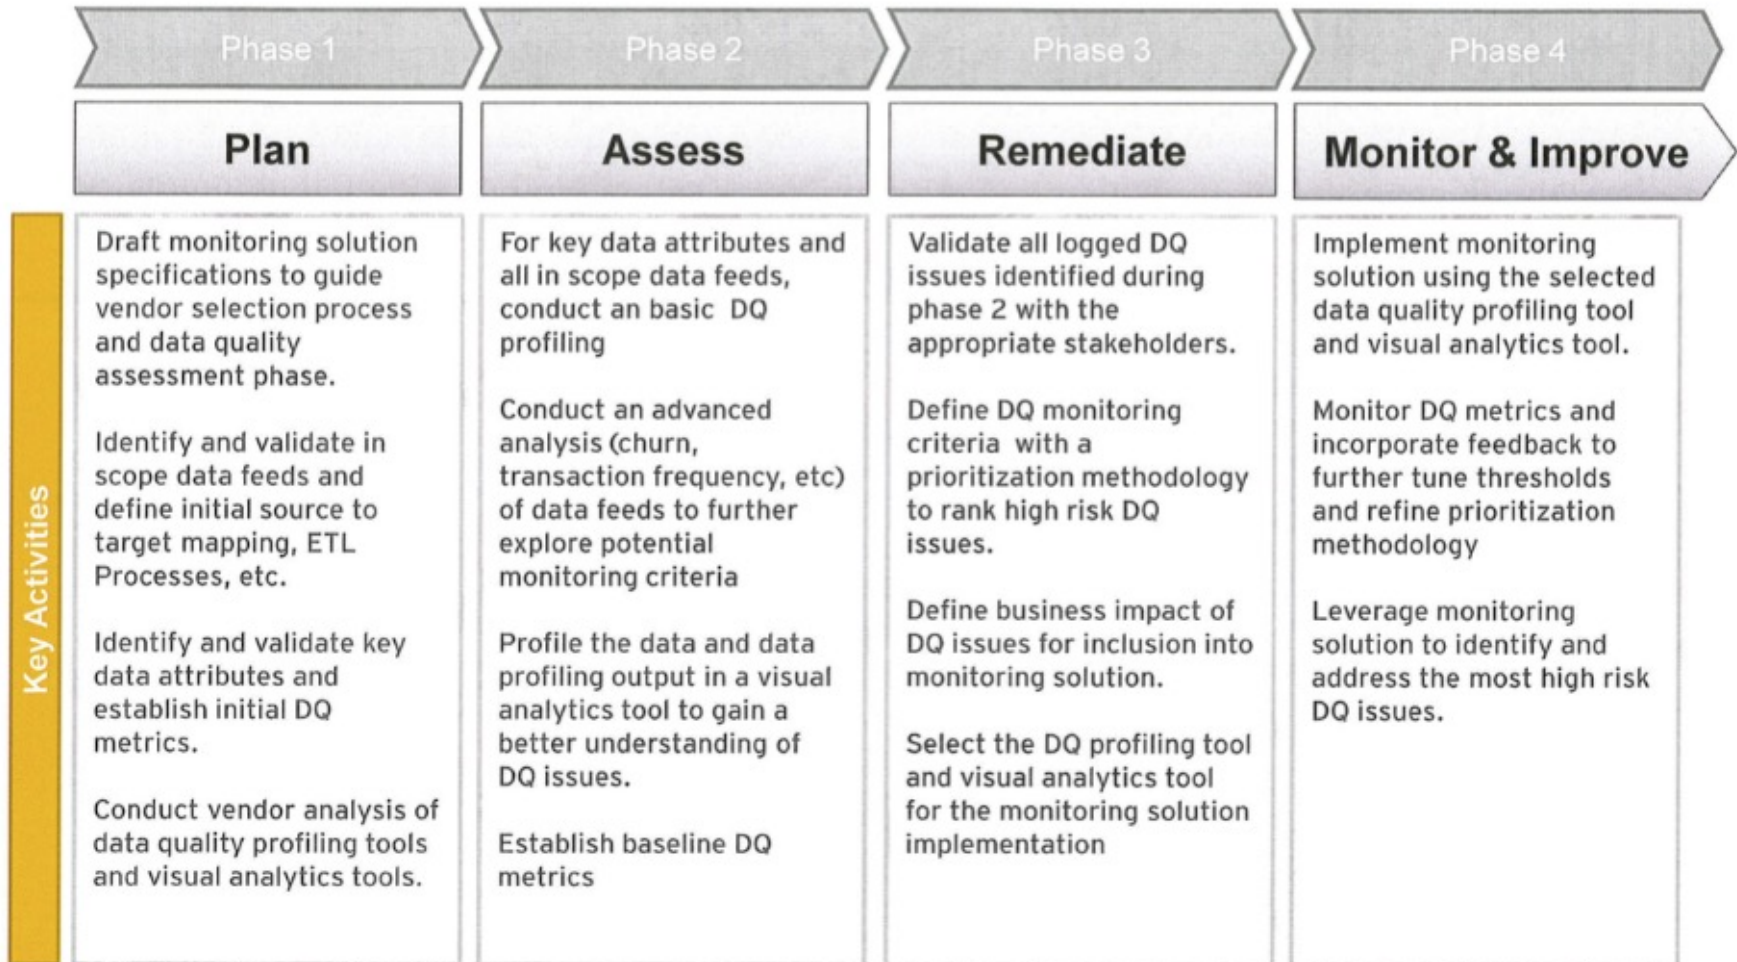 Phase 1
Phase 2
Phase 3
Phase 4
Plan
Assess
Remediate
Monitor & Improve
Key Activities
Draft monitoring solution
specifications to guide
vendor selection process
and data quality
assessment phase.
Identify and validate in
scope data feeds and
define initial source to
target mapping, ETL
Processes, etc.
Identify and validate key
data attributes and
establish initial DQ
metrics.
Conduct vendor analysis of
data quality profiling tools
and visual analytics tools.
For key data attributes and
all in scope data feeds,
conduct an basic DQ
profiling
Conduct an advanced
analysis (churn,
transaction frequency, etc)
of data feeds to further
explore potential
monitoring criteria
Profile the data and data
profiling output in a visual
analytics tool to gain a
better understanding of
DQ issues.
Establish baseline DQ
metrics
Validate all logged DQ
issues identified during
phase 2 with the
appropriate stakeholders.
Define DQ monitoring
criteria with a
prioritization methodology
to rank high risk DQ
issues.
Define business impact of
DQ issues for inclusion into
monitoring solution.
Select the DQ profiling tool
and visual analytics tool
for the monitoring solution
implementation
Implement monitoring
solution using the selected
data quality profiling tool
and visual analytics tool.
Monitor DQ metrics and
incorporate feedback to
further tune thresholds
and refine prioritization
methodology
Leverage monitoring
solution to identify and
address the most high risk
DQ issues.